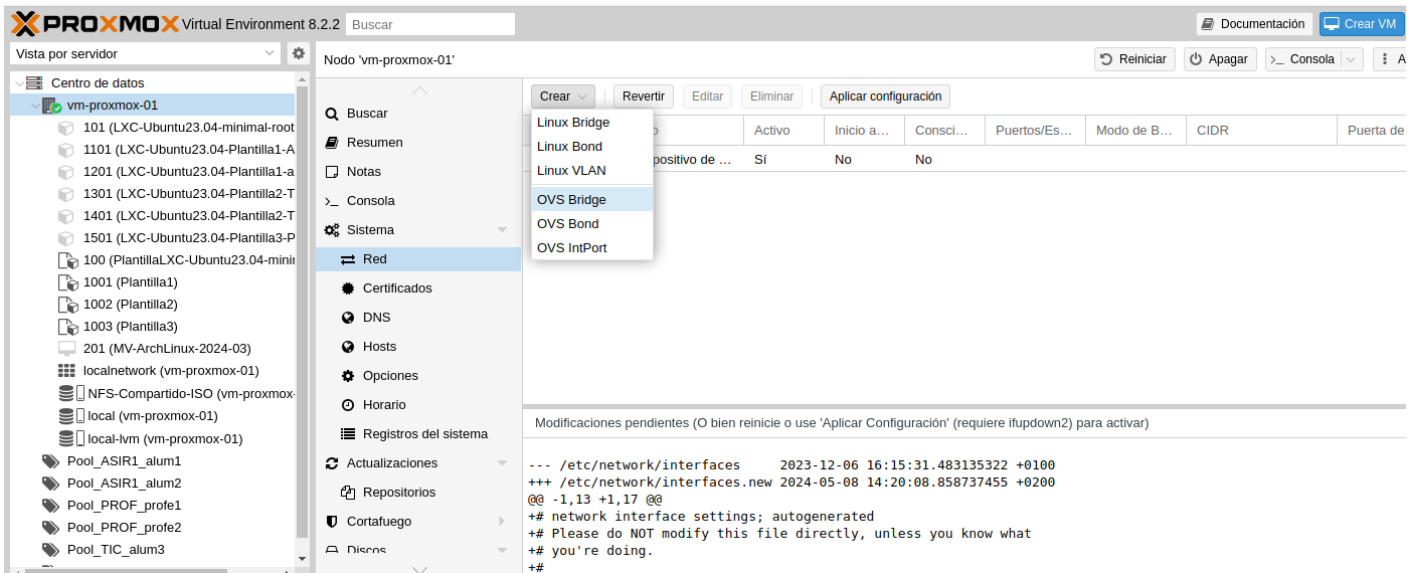 PROXMOX Virtual Environment 8.2.2 Buscar Documentación Crear VM
Vista por servidor
Centro de datos
vm-proxmox-01
101 (LXC-Ubuntu23.04-minimal-root
1101 (LXC-Ubuntu23.04-Plantilla1-A
1201 (LXC-Ubuntu23.04-Plantilla1-a
1301 (LXC-Ubuntu23.04-Plantilla2-T
1401 (LXC-Ubuntu23.04-Plantilla2-T
1501 (LXC-Ubuntu23.04-Plantilla3-P
100 (PlantillaLXC-Ubuntu23.04-minin
1001 (Plantilla1)
1002 (Plantilla2)
1003 (Plantilla3)
201 (MV-ArchLinux-2024-03)
localnetwork (vm-proxmox-01)
NFS-Compartido-ISO (vm-proxmox-
local (vm-proxmox-01)
local-lvm (vm-proxmox-01)
Pool_ASIR1_alum1
Pool_ASIR1_alum2
Pool_PROF_profe1
Pool_PROF_profe2
Pool_TIC_alum3
Nodo 'vm-proxmox-01' Reiniciar Apagar >_ Consola A
Buscar
Resumen
Notas
>_ Consola
Sistema
Red
Certificados
DNS
Hosts
Opciones
Horario
Registros del sistema
Actualizaciones
Repositorios
Cortafuego
Discos
Crear Revertir Editar Eliminar Aplicar configuración
Linux Bridge
Linux Bond
Linux VLAN
OVS Bridge
OVS Bond
OVS IntPort
o Activo Inicio a... Consci... Puertos/Es... Modo de B... CIDR Puerta de
positivo de ... Sí No No
Modificaciones pendientes (O bien reinicie o use 'Aplicar Configuración' (requiere ifupdown2) para activar)
--- /etc/network/interfaces 2023-12-06 16:15:31.483135322 +0100
+++ /etc/network/interfaces.new 2024-05-08 14:20:08.858737455 +0200
@@ -1,13 +1,17 @@
+# network interface settings; autogenerated
+# Please do NOT modify this file directly, unless you know what
+# you're doing.
+#